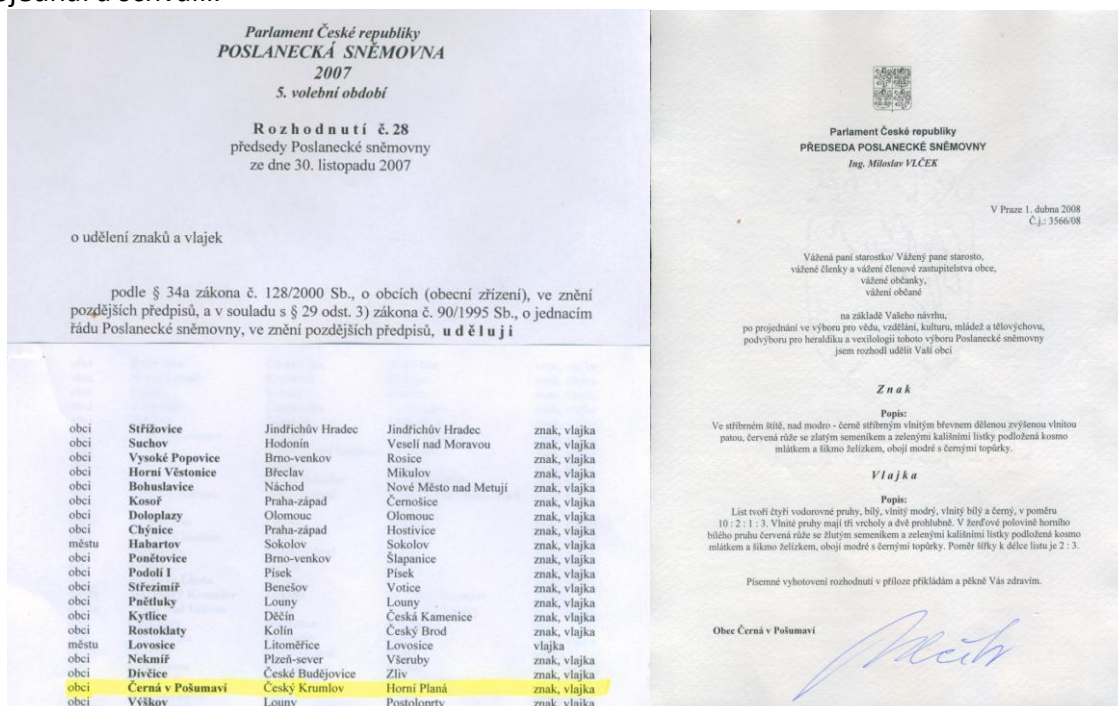 Parlament České republiky
POSLANECKÁ SNĚMOVNA
2007
5. volební období
Rozhodnutí č. 28
předsedy Poslanecké sněmovny
ze dne 30. listopadu 2007
o udělení znaků a vlajek
podle § 34a zákona č. 128/2000 Sb., o obcích (obecní zřízení), ve znění
pozdějších předpisů, a v souladu s § 29 odst. 3) zákona č. 90/1995 Sb., o jednacím
řádu Poslanecké sněmovny, ve znění pozdějších předpisů, uděluji
obci Střížovice Jindřichův Hradec Jindřichův Hradec znak, vlajka
obci Suchov Hodonín Veselí nad Moravou znak, vlajka
obci Vysoké Popovice Brno-venkov Rosice znak, vlajka
obci Horní Věstonice Břeclav Mikulov znak, vlajka
obci Bohuslavice Náchod Nové Město nad Metují znak, vlajka
obci Kosoř Praha-západ Černošice znak, vlajka
obci Doloplazy Olomouc Olomouc znak, vlajka
obci Chýnice Praha-západ Hostivice znak, vlajka
městu Habartov Sokolov Sokolov znak, vlajka
obci Ponětovice Brno-venkov Šlapanice znak, vlajka
obci Podolí I Písek Písek znak, vlajka
obci Střezimíř Benešov Votice znak, vlajka
obci Pnětluky Louny Louny znak, vlajka
obci Kytlice Děčín Česká Kamenice znak, vlajka
obci Rostoklaty Kolín Český Brod znak, vlajka
městu Lovosice Litoměřice Lovosice vlajka
obci Nekmíř Plzeň-sever Všeruby znak, vlajka
obci Dívčice České Budějovice Zliv znak, vlajka
obci Černá v Pošumaví Český Krumlov Horní Planá znak, vlajka
obci Výškov Louny Postoloprty znak, vlajka
Parlament České republiky
PŘEDSEDA POSLANECKÉ SNĚMOVNY
Ing. Miloslav VLČEK
V Praze 1. dubna 2008
Č.j.: 3566/08
Vážená paní starostko/ Vážený pane starosto,
vážené členky a vážení členové zastupitelstva obce,
vážené občanky,
vážení občané
na základě Vašeho návrhu,
po projednání ve výboru pro vědu, vzdělání, kulturu, mládež a tělovýchovu,
podvýboru pro heraldiku a vexilologii tohoto výboru Poslanecké sněmovny
jsem rozhodl udělit Vaší obci
Znak
Popis:
Ve stříbrném štítě, nad modro - černě stříbrným vlnitým břevnem dělenou zvýšenou vlnitou
patou, červená růže se zlatým semeníkem a zelenými kališními lístky podložená kosmo
mlátkem a šikmo želízkem, obojí modré s černými topůrky.
Vlajka
Popis:
List tvoří čtyři vodorovné pruhy, bílý, vlnitý modrý, vlnitý bílý a černý, v poměru
10 : 2 : 1 : 3. Vlnité pruhy mají tři vrcholy a dvě prohlubně. V žerďové polovině horního
bílého pruhu červená růže se žlutým semeníkem a zelenými kališními lístky podložená kosmo
mlátkem a šikmo želízkem, obojí modré s černými topůrky. Poměr šířky k délce listu je 2 : 3.
Písemné vyhotovení rozhodnutí v příloze přikládám a pěkně Vás zdravím.
Obec Černá v Pošumaví